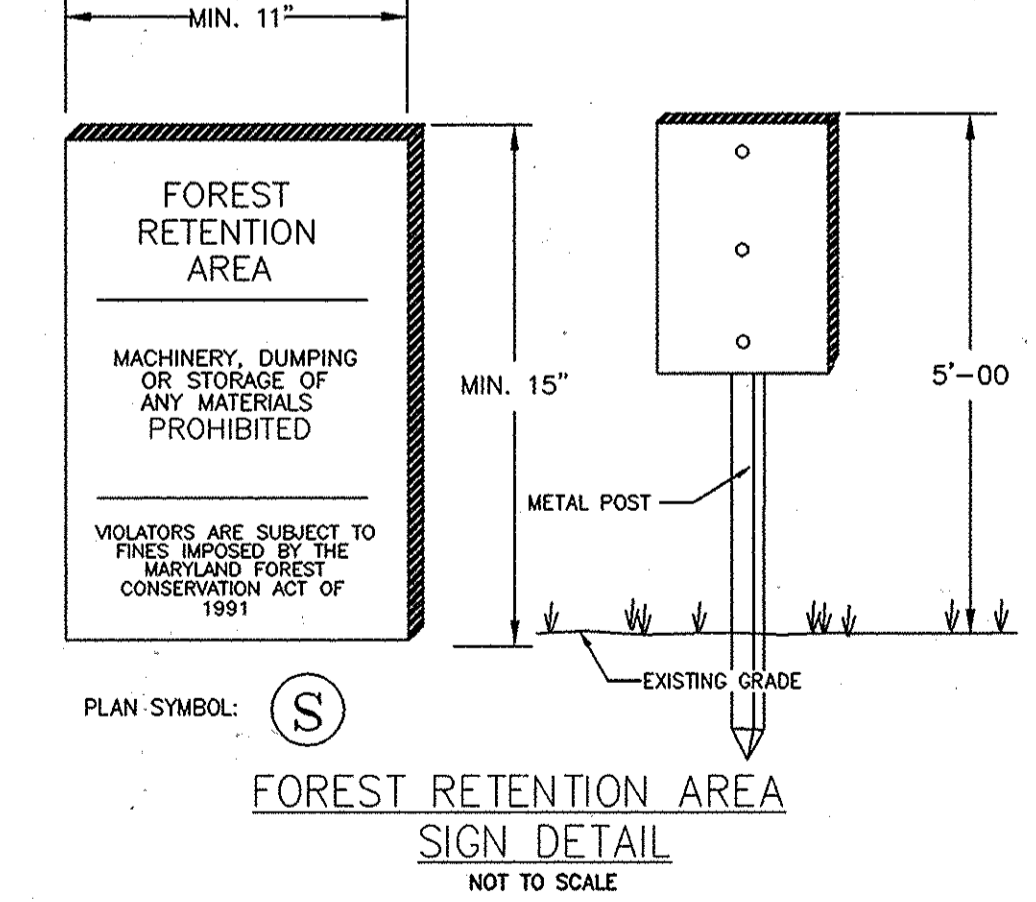 MIN. 11"
FOREST
RETENTION
AREA
MACHINERY, DUMPING
OR STORAGE OF
ANY MATERIALS
PROHIBITED
VIOLATORS ARE SUBJECT TO
FINES IMPOSED BY THE
MARYLAND FOREST
CONSERVATION ACT OF
1991
MIN. 15"
5'-00
METAL POST
EXISTING GRADE
PLAN SYMBOL: S
FOREST RETENTION AREA
SIGN DETAIL
NOT TO SCALE